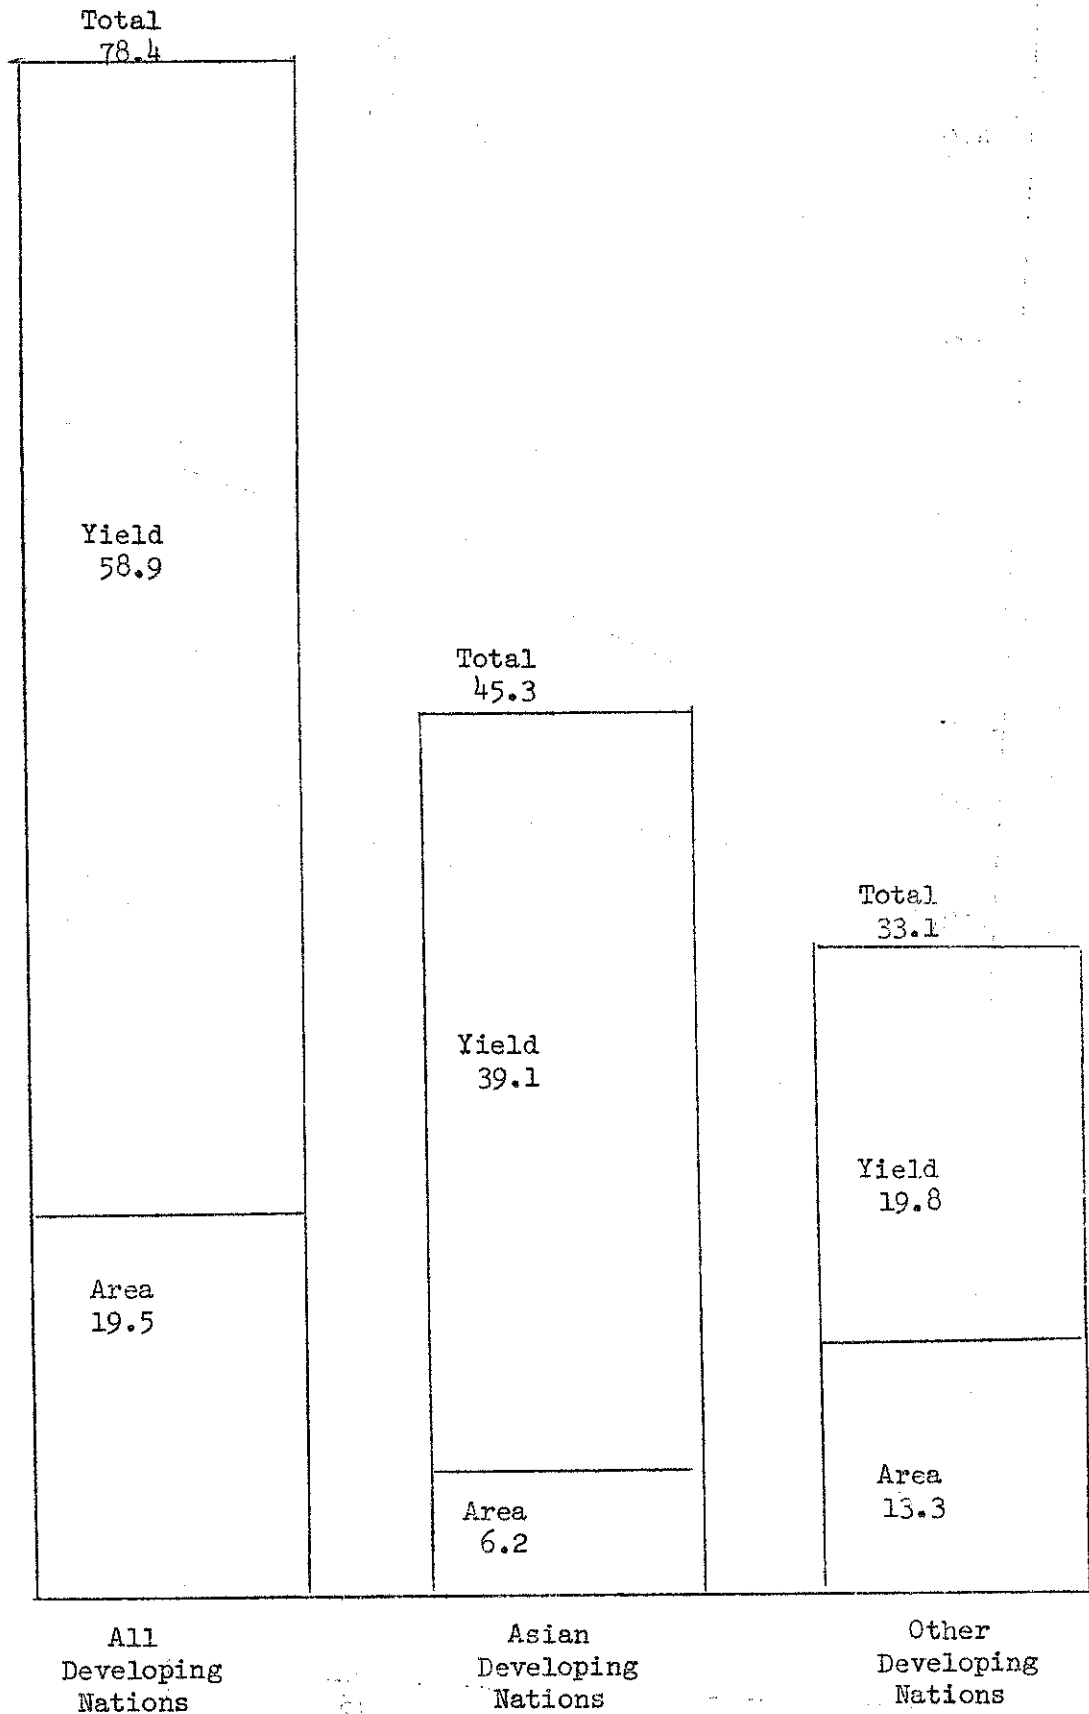 Total
78.4
Yield
58.9
Area
19.5
Total
45.3
Yield
39.1
Area
6.2
Total
33.1
Yield
19.8
Area
13.3
All
Developing
Nations
Asian
Developing
Nations
Other
Developing
Nations